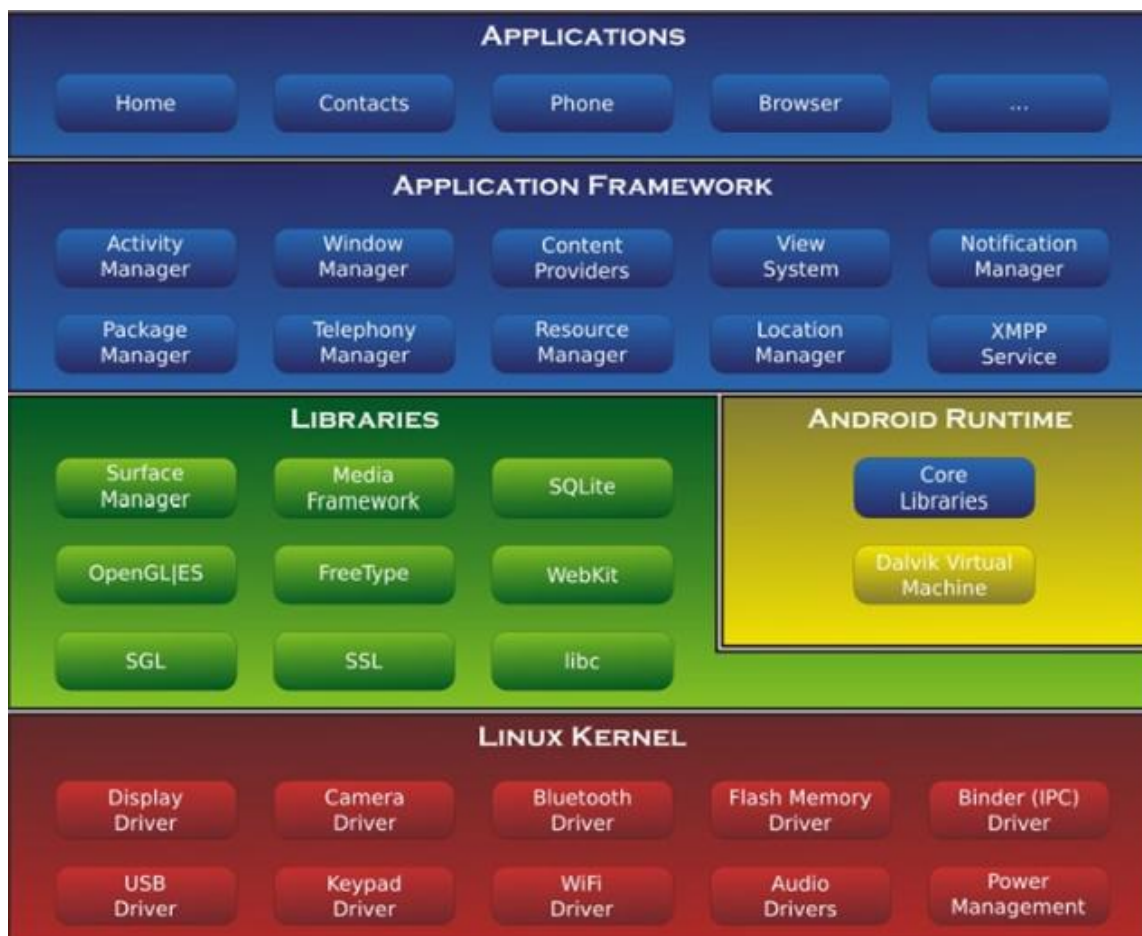 APPLICATIONS
Home
Contacts
Phone
Browser
...
APPLICATION FRAMEWORK
Activity
Manager
Window
Manager
Content
Providers
View
System
Notification
Manager
Package
Manager
Telephony
Manager
Resource
Manager
Location
Manager
XMPP
Service
LIBRARIES
Surface
Manager
Media
Framework
SQLite
OpenGL|ES
FreeType
WebKit
SGL
SSL
libc
ANDROID RUNTIME
Core
Libraries
Dalvik Virtual
Machine
LINUX KERNEL
Display
Driver
Camera
Driver
Bluetooth
Driver
Flash Memory
Driver
Binder (IPC)
Driver
USB
Driver
Keypad
Driver
WiFi
Driver
Audio
Drivers
Power
Management